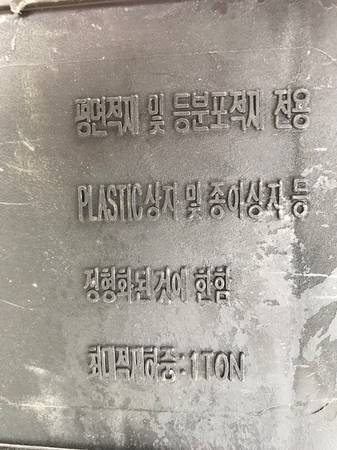 평면적재 및 등분포적재 전용
PLASTIC상자 및 종이상자 등
정형화된 것에 한함
최대적재하중:1TON